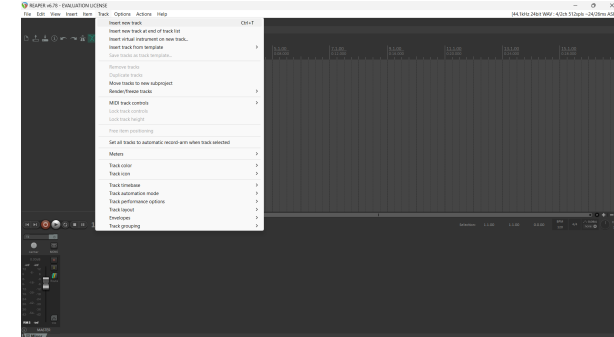 REAPER v6.78 - EVALUATION LICENSE
File Edit View Insert Item Track Options Actions Help
[44.1kHz 24bit WAV : 4/2ch 512spls ~24/26ms ASI
Insert new track Ctrl+T
Insert new track at end of track list
Insert virtual instrument on new track...
Insert track from template
Save tracks as track template...
Remove tracks
Duplicate tracks
Move tracks to new subproject
Render/freeze tracks
MIDI track controls
Lock track controls
Lock track height
Free item positioning
Set all tracks to automatic record-arm when track selected
Meters
Track color
Track icon
Track timebase
Track automation mode
Track performance options
Track layout
Envelopes
Track grouping
MASTER